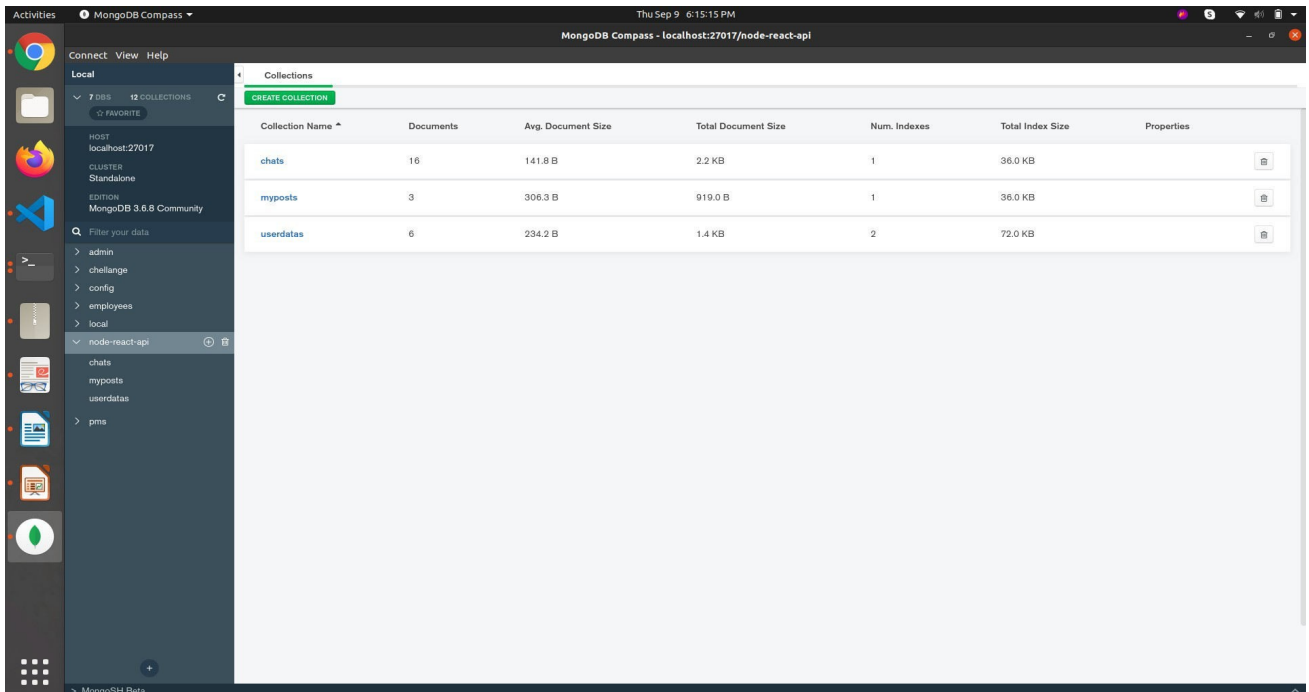 Activities MongoDB Compass Thu Sep 9 6:15:15 PM
MongoDB Compass - localhost:27017/node-react-api
Connect View Help
Local
7 DBS 12 COLLECTIONS
FAVORITE
HOST
localhost:27017
CLUSTER
Standalone
EDITION
MongoDB 3.6.8 Community
Filter your data
admin
chellange
config
employees
local
node-react-api
chats
myposts
userdatas
pms
Collections
CREATE COLLECTION
Collection Name Documents Avg. Document Size Total Document Size Num. Indexes Total Index Size Properties
chats 16 141.8 B 2.2 KB 1 36.0 KB
myposts 3 306.3 B 919.0 B 1 36.0 KB
userdatas 6 234.2 B 1.4 KB 2 72.0 KB
> MongoSH Beta